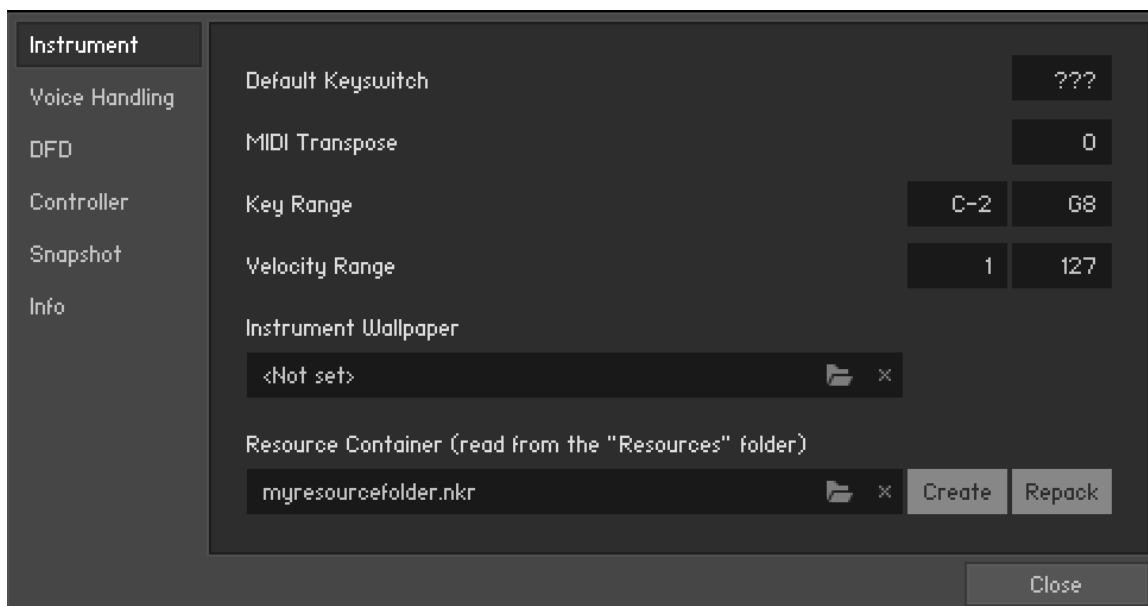 Instrument
Voice Handling
DFD
Controller
Snapshot
Info
Default Keyswitch ???
MIDI Transpose 0
Key Range C-2 G8
Velocity Range 1 127
Instrument Wallpaper
<Not set> ×
Resource Container (read from the "Resources" folder)
myresourcefolder.nkr × Create Repack
Close